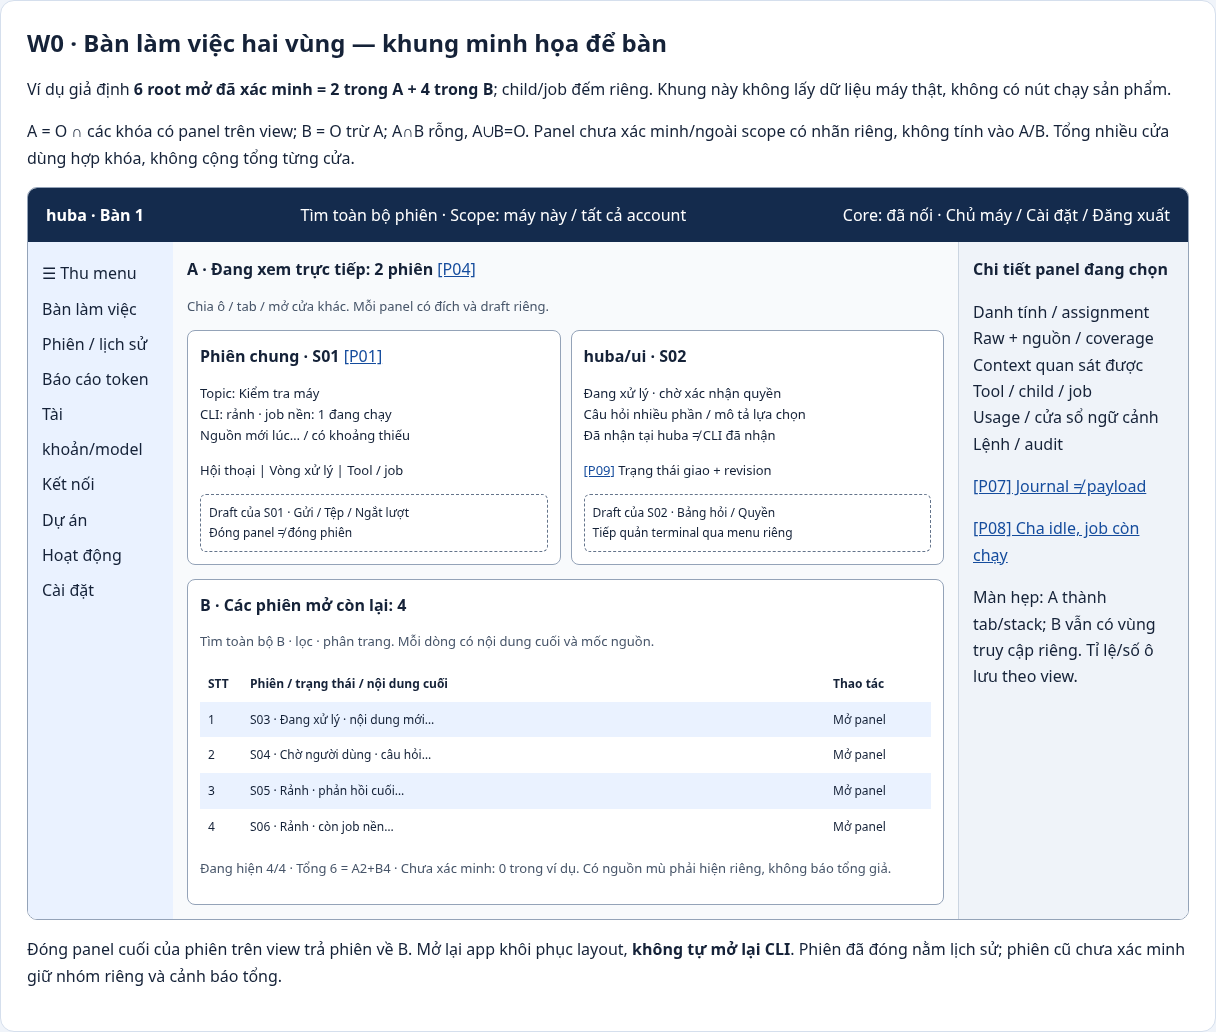 W0 · Bàn làm việc hai vùng — khung minh họa để bàn
Ví dụ giả định 6 root mở đã xác minh = 2 trong A + 4 trong B; child/job đếm riêng. Khung này không lấy dữ liệu máy thật, không có nút chạy sản phẩm.
A = O ∩ các khóa có panel trên view; B = O trừ A; A∩B rỗng, A∪B=O. Panel chưa xác minh/ngoài scope có nhãn riêng, không tính vào A/B. Tổng nhiều cửa
dùng hợp khóa, không cộng tổng từng cửa.
huba · Bàn 1
Tìm toàn bộ phiên · Scope: máy này / tất cả account
Core: đã nối · Chủ máy / Cài đặt / Đăng xuất
☰ Thu menu
Bàn làm việc
Phiên / lịch sử
Báo cáo token
Tài
khoản/model
Kết nối
Dự án
Hoạt động
Cài đặt
A · Đang xem trực tiếp: 2 phiên [P04]
Chia ô / tab / mở cửa khác. Mỗi panel có đích và draft riêng.
Phiên chung · S01 [P01]
Topic: Kiểm tra máy
CLI: rảnh · job nền: 1 đang chạy
Nguồn mới lúc… / có khoảng thiếu
Hội thoại | Vòng xử lý | Tool / job
Draft của S01 · Gửi / Tệp / Ngắt lượt
Đóng panel ≠ đóng phiên
huba/ui · S02
Đang xử lý · chờ xác nhận quyền
Câu hỏi nhiều phần / mô tả lựa chọn
Đã nhận tại huba ≠ CLI đã nhận
[P09] Trạng thái giao + revision
Draft của S02 · Bảng hỏi / Quyền
Tiếp quản terminal qua menu riêng
B · Các phiên mở còn lại: 4
Tìm toàn bộ B · lọc · phân trang. Mỗi dòng có nội dung cuối và mốc nguồn.
STT Phiên / trạng thái / nội dung cuối Thao tác
1 S03 · Đang xử lý · nội dung mới… Mở panel
2 S04 · Chờ người dùng · câu hỏi… Mở panel
3 S05 · Rảnh · phản hồi cuối… Mở panel
4 S06 · Rảnh · còn job nền… Mở panel
Đang hiện 4/4 · Tổng 6 = A2+B4 · Chưa xác minh: 0 trong ví dụ. Có nguồn mù phải hiện riêng, không báo tổng giả.
Chi tiết panel đang chọn
Danh tính / assignment
Raw + nguồn / coverage
Context quan sát được
Tool / child / job
Usage / cửa sổ ngữ cảnh
Lệnh / audit
[P07] Journal ≠ payload
[P08] Cha idle, job còn
chạy
Màn hẹp: A thành
tab/stack; B vẫn có vùng
truy cập riêng. Tỉ lệ/số ô
lưu theo view.
Đóng panel cuối của phiên trên view trả phiên về B. Mở lại app khôi phục layout, không tự mở lại CLI. Phiên đã đóng nằm lịch sử; phiên cũ chưa xác minh
giữ nhóm riêng và cảnh báo tổng.